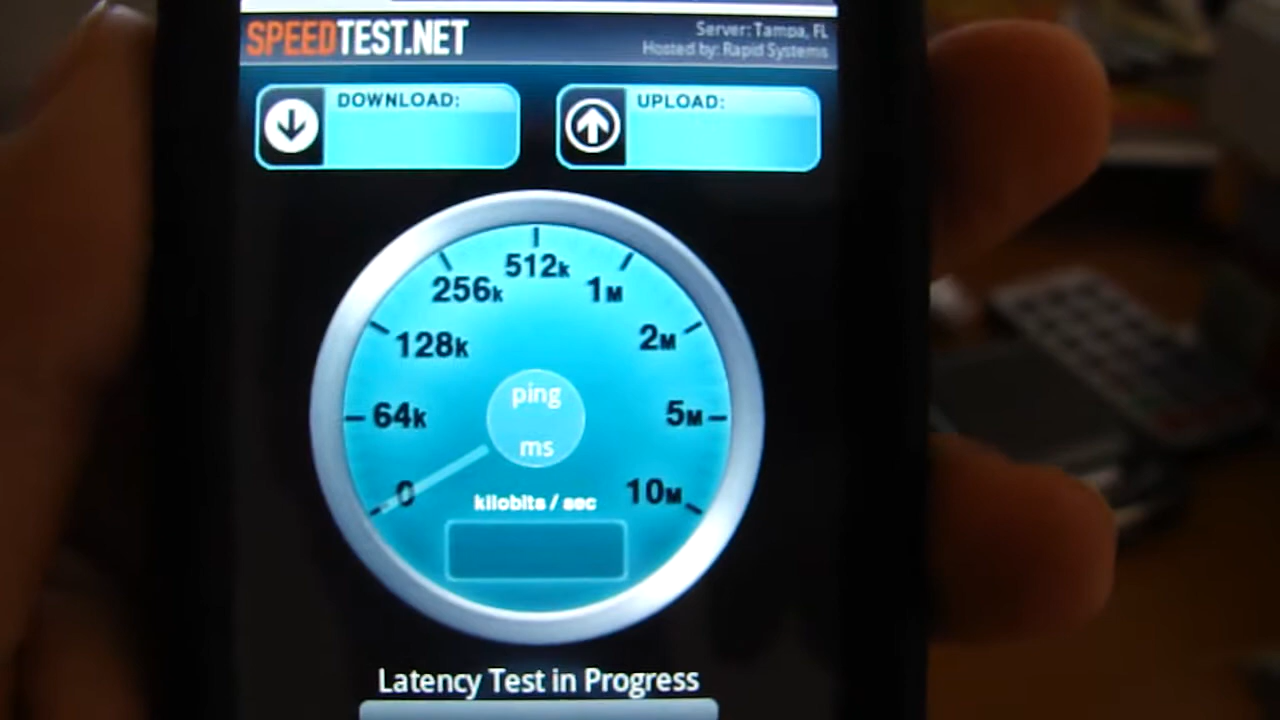 SPEEDTEST.NET
Server: Tampa, FL
Hosted by: Rapid Systems
DOWNLOAD:
UPLOAD:
512k
256k
1M
128k
2M
64k
5M
ping
ms
0
10M
kilobits / sec
Latency Test in Progress